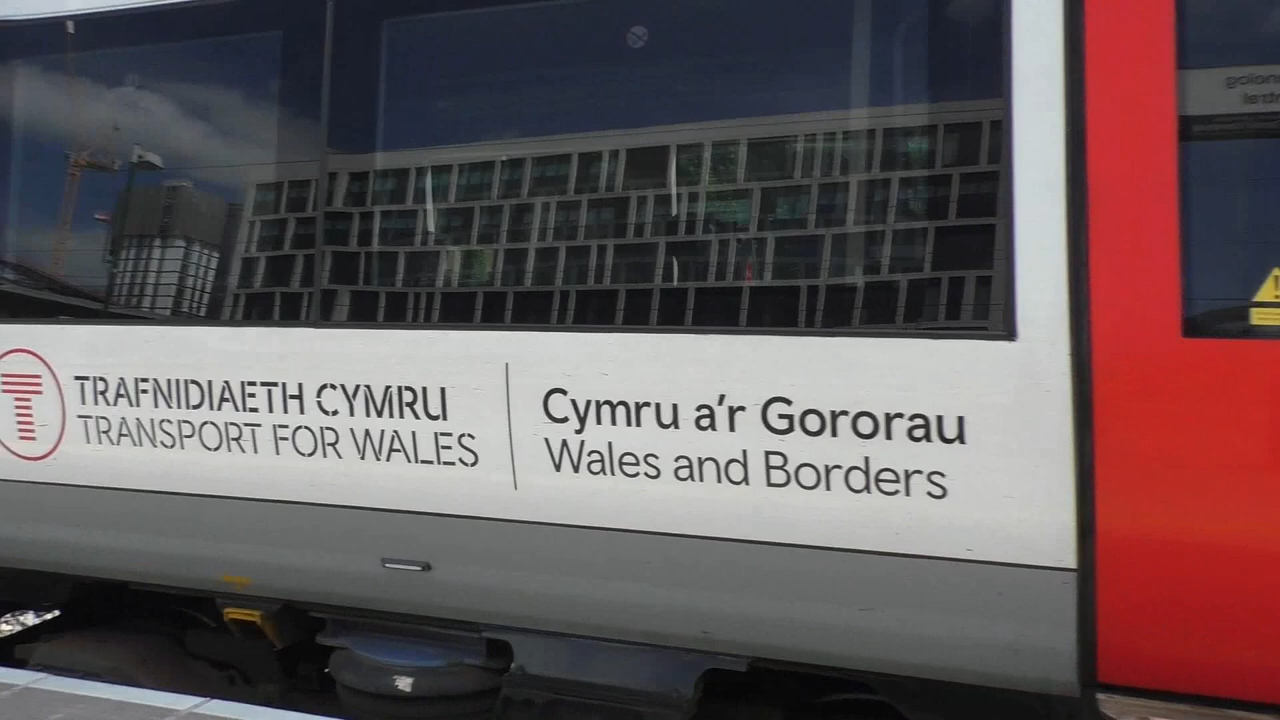 T
TRAFNIDIAETH CYMRU
TRANSPORT FOR WALES
Cymru a'r Gororau
Wales and Borders